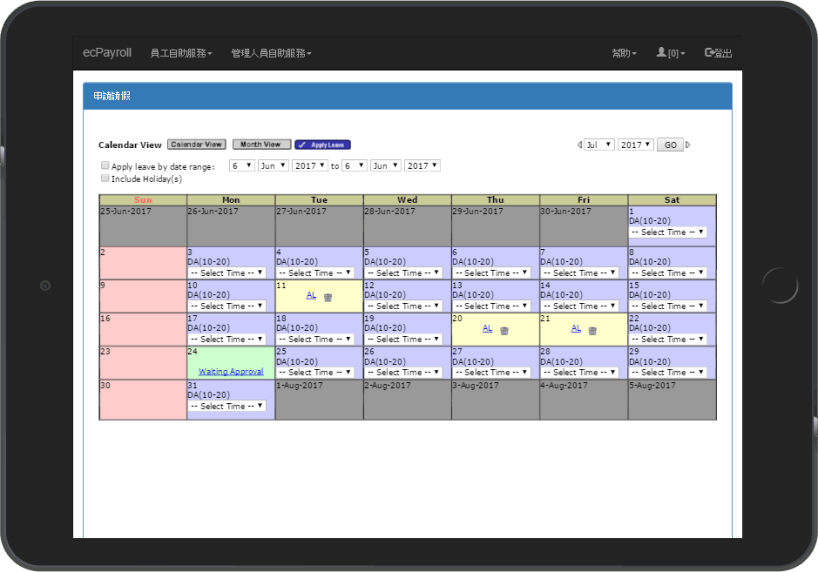 ecPayroll 員工自助服務 管理人員自助服務 幫助 [0] 登出
申請新假
Calendar View Calendar View Month View Apply Leave Jul 2017 GO
Apply leave by date range: 6 Jun 2017 to 6 Jun 2017
Include Holiday(s)
Sun Mon Tue Wed Thu Fri Sat
25-Jun-2017 26-Jun-2017 27-Jun-2017 28-Jun-2017 29-Jun-2017 30-Jun-2017 1
DA(10-20)
-- Select Time --
2 3 4 5 6 7 8
DA(10-20) DA(10-20) DA(10-20) DA(10-20) DA(10-20) DA(10-20)
-- Select Time -- -- Select Time -- -- Select Time -- -- Select Time -- -- Select Time -- -- Select Time --
9 10 11 12 13 14 15
DA(10-20) AL DA(10-20) DA(10-20) DA(10-20) DA(10-20)
-- Select Time -- -- Select Time -- -- Select Time -- -- Select Time -- -- Select Time --
16 17 18 19 20 21 22
DA(10-20) DA(10-20) DA(10-20) AL AL DA(10-20)
-- Select Time -- -- Select Time -- -- Select Time -- -- Select Time --
23 24 25 26 27 28 29
DA(10-20) DA(10-20) DA(10-20) DA(10-20) DA(10-20)
Waiting Approval -- Select Time -- -- Select Time -- -- Select Time -- -- Select Time -- -- Select Time --
30 31 1-Aug-2017 2-Aug-2017 3-Aug-2017 4-Aug-2017 5-Aug-2017
DA(10-20)
-- Select Time --